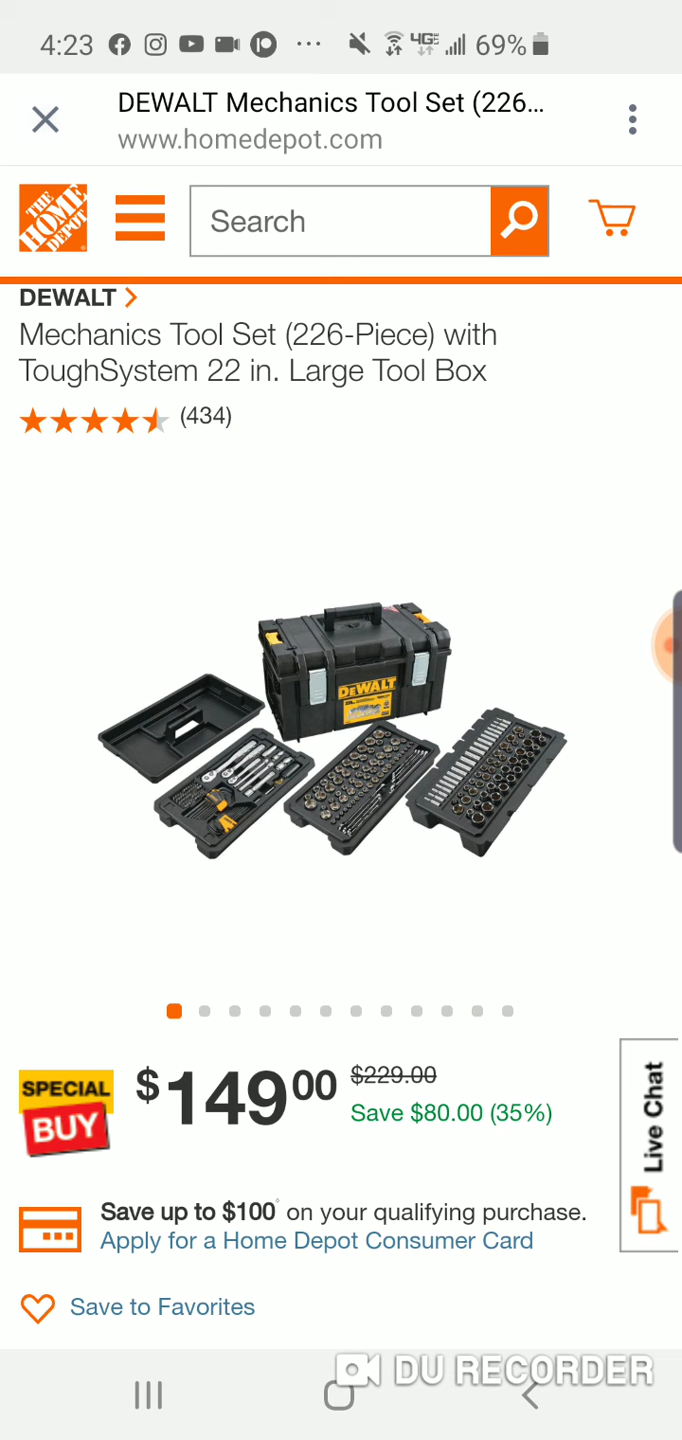 4:23 4GE 69%
DEWALT Mechanics Tool Set (226...
www.homedepot.com
THE HOME DEPOT
Search
DEWALT
Mechanics Tool Set (226-Piece) with
ToughSystem 22 in. Large Tool Box
(434)
DEWALT
SPECIAL
BUY
$14900
$229.00
Save $80.00 (35%)
Live Chat
Save up to $100° on your qualifying purchase.
Apply for a Home Depot Consumer Card
Save to Favorites
DU RECORDER